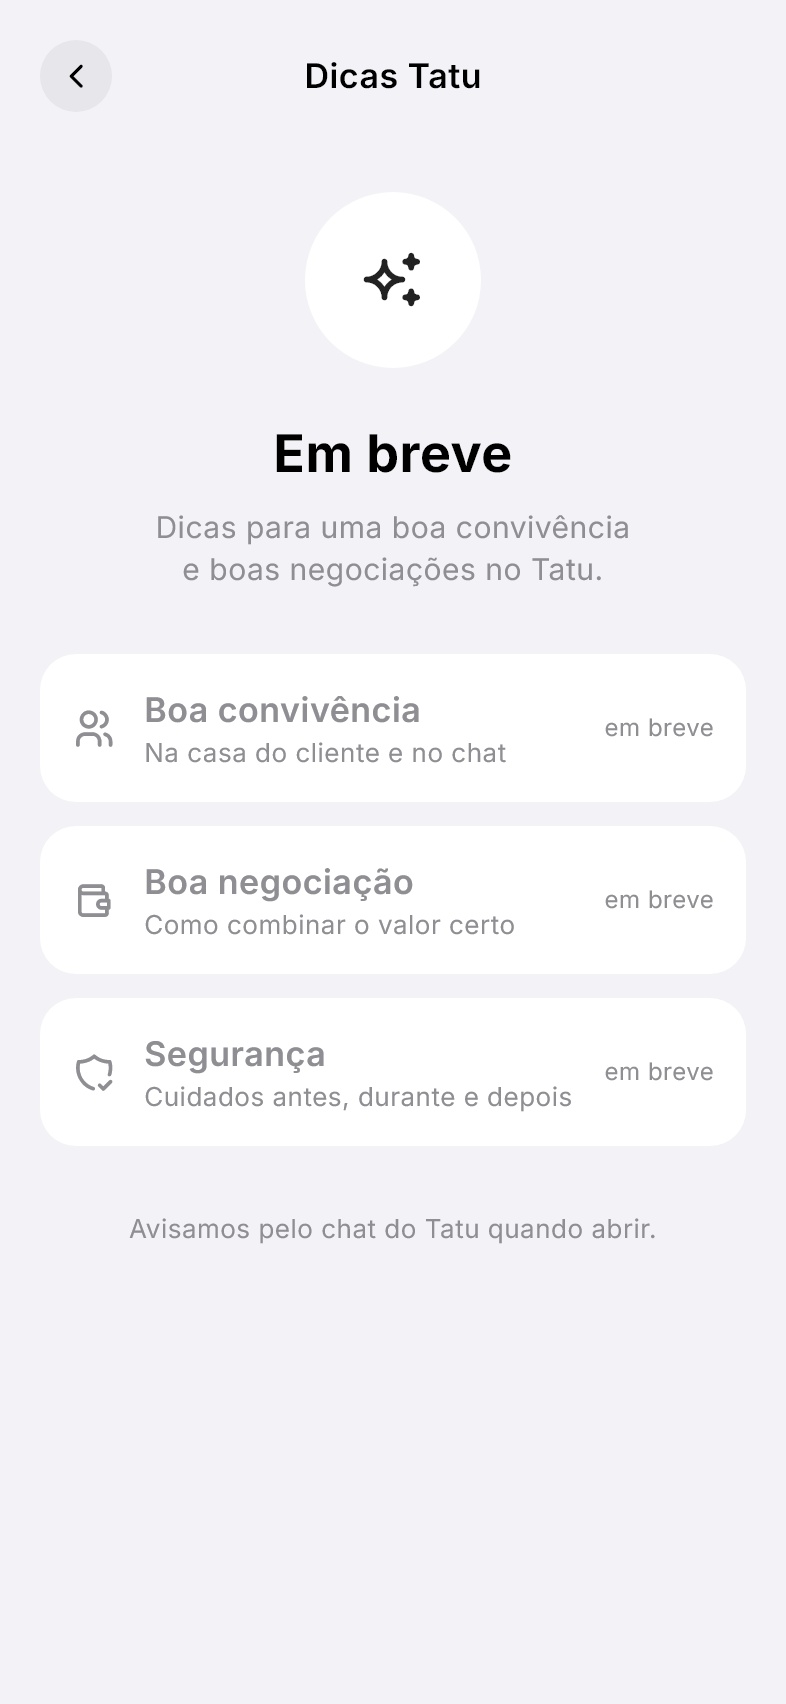 Dicas Tatu
Em breve
Dicas para uma boa convivência
e boas negociações no Tatu.
Boa convivência
Na casa do cliente e no chat
em breve
Boa negociação
Como combinar o valor certo
em breve
Segurança
Cuidados antes, durante e depois
em breve
Avisamos pelo chat do Tatu quando abrir.